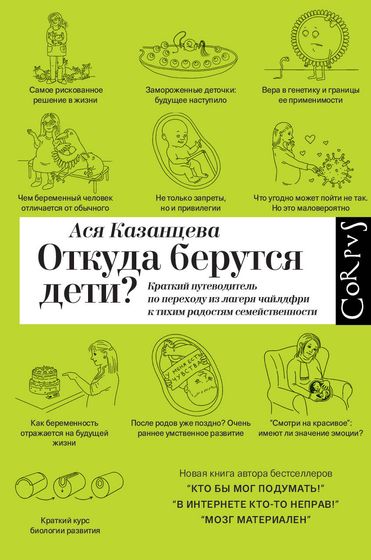 Самое рискованное
решение в жизни
Замороженные деточки:
будущее наступило
Вера в генетику и границы
ее применимости
Чем беременный человек
отличается от обычного
Не только запреты,
но и привилегии
Что угодно может пойти не так.
Но это маловероятно
Ася Казанцева
Откуда берутся
дети?
Краткий путеводитель
по переходу из лагеря чайлдфри
к тихим радостям семейственности
CORPUS
У МЕНЯ ЕСТЬ
ЧУВСТВА
Как беременность
отражается на будущей
жизни
После родов уже поздно? Очень
раннее умственное развитие
"Смотри на красивое":
имеют ли значение эмоции?
Краткий курс
биологии развития
Новая книга автора бестселлеров
"КТО БЫ МОГ ПОДУМАТЬ!"
"В ИНТЕРНЕТЕ КТО-ТО НЕПРАВ!"
"МОЗГ МАТЕРИАЛЕН"